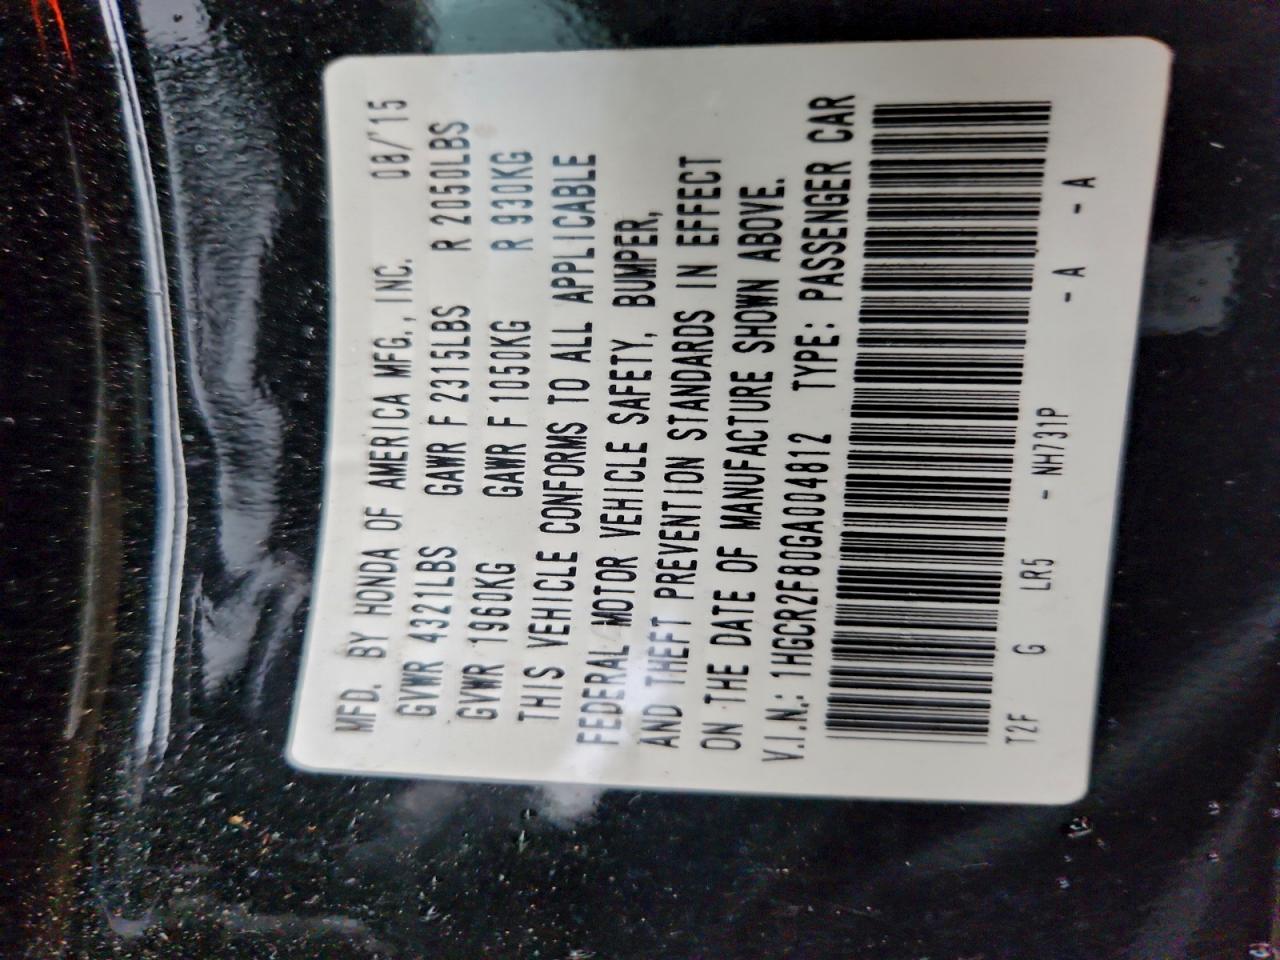 MFD. BY HONDA OF AMERICA MFG., INC. 08/'15
GVWR 4321LBS GAWR F 2315LBS R 2050LBS
GVWR 1960KG GAWR F 1050KG R 930KG
THIS VEHICLE CONFORMS TO ALL APPLICABLE
FEDERAL MOTOR VEHICLE SAFETY, BUMPER,
AND THEFT PREVENTION STANDARDS IN EFFECT
ON THE DATE OF MANUFACTURE SHOWN ABOVE.
V.I.N.: 1HGCR2F80GA004812 TYPE: PASSENGER CAR
T2F G LR5 - NH731P - A - A